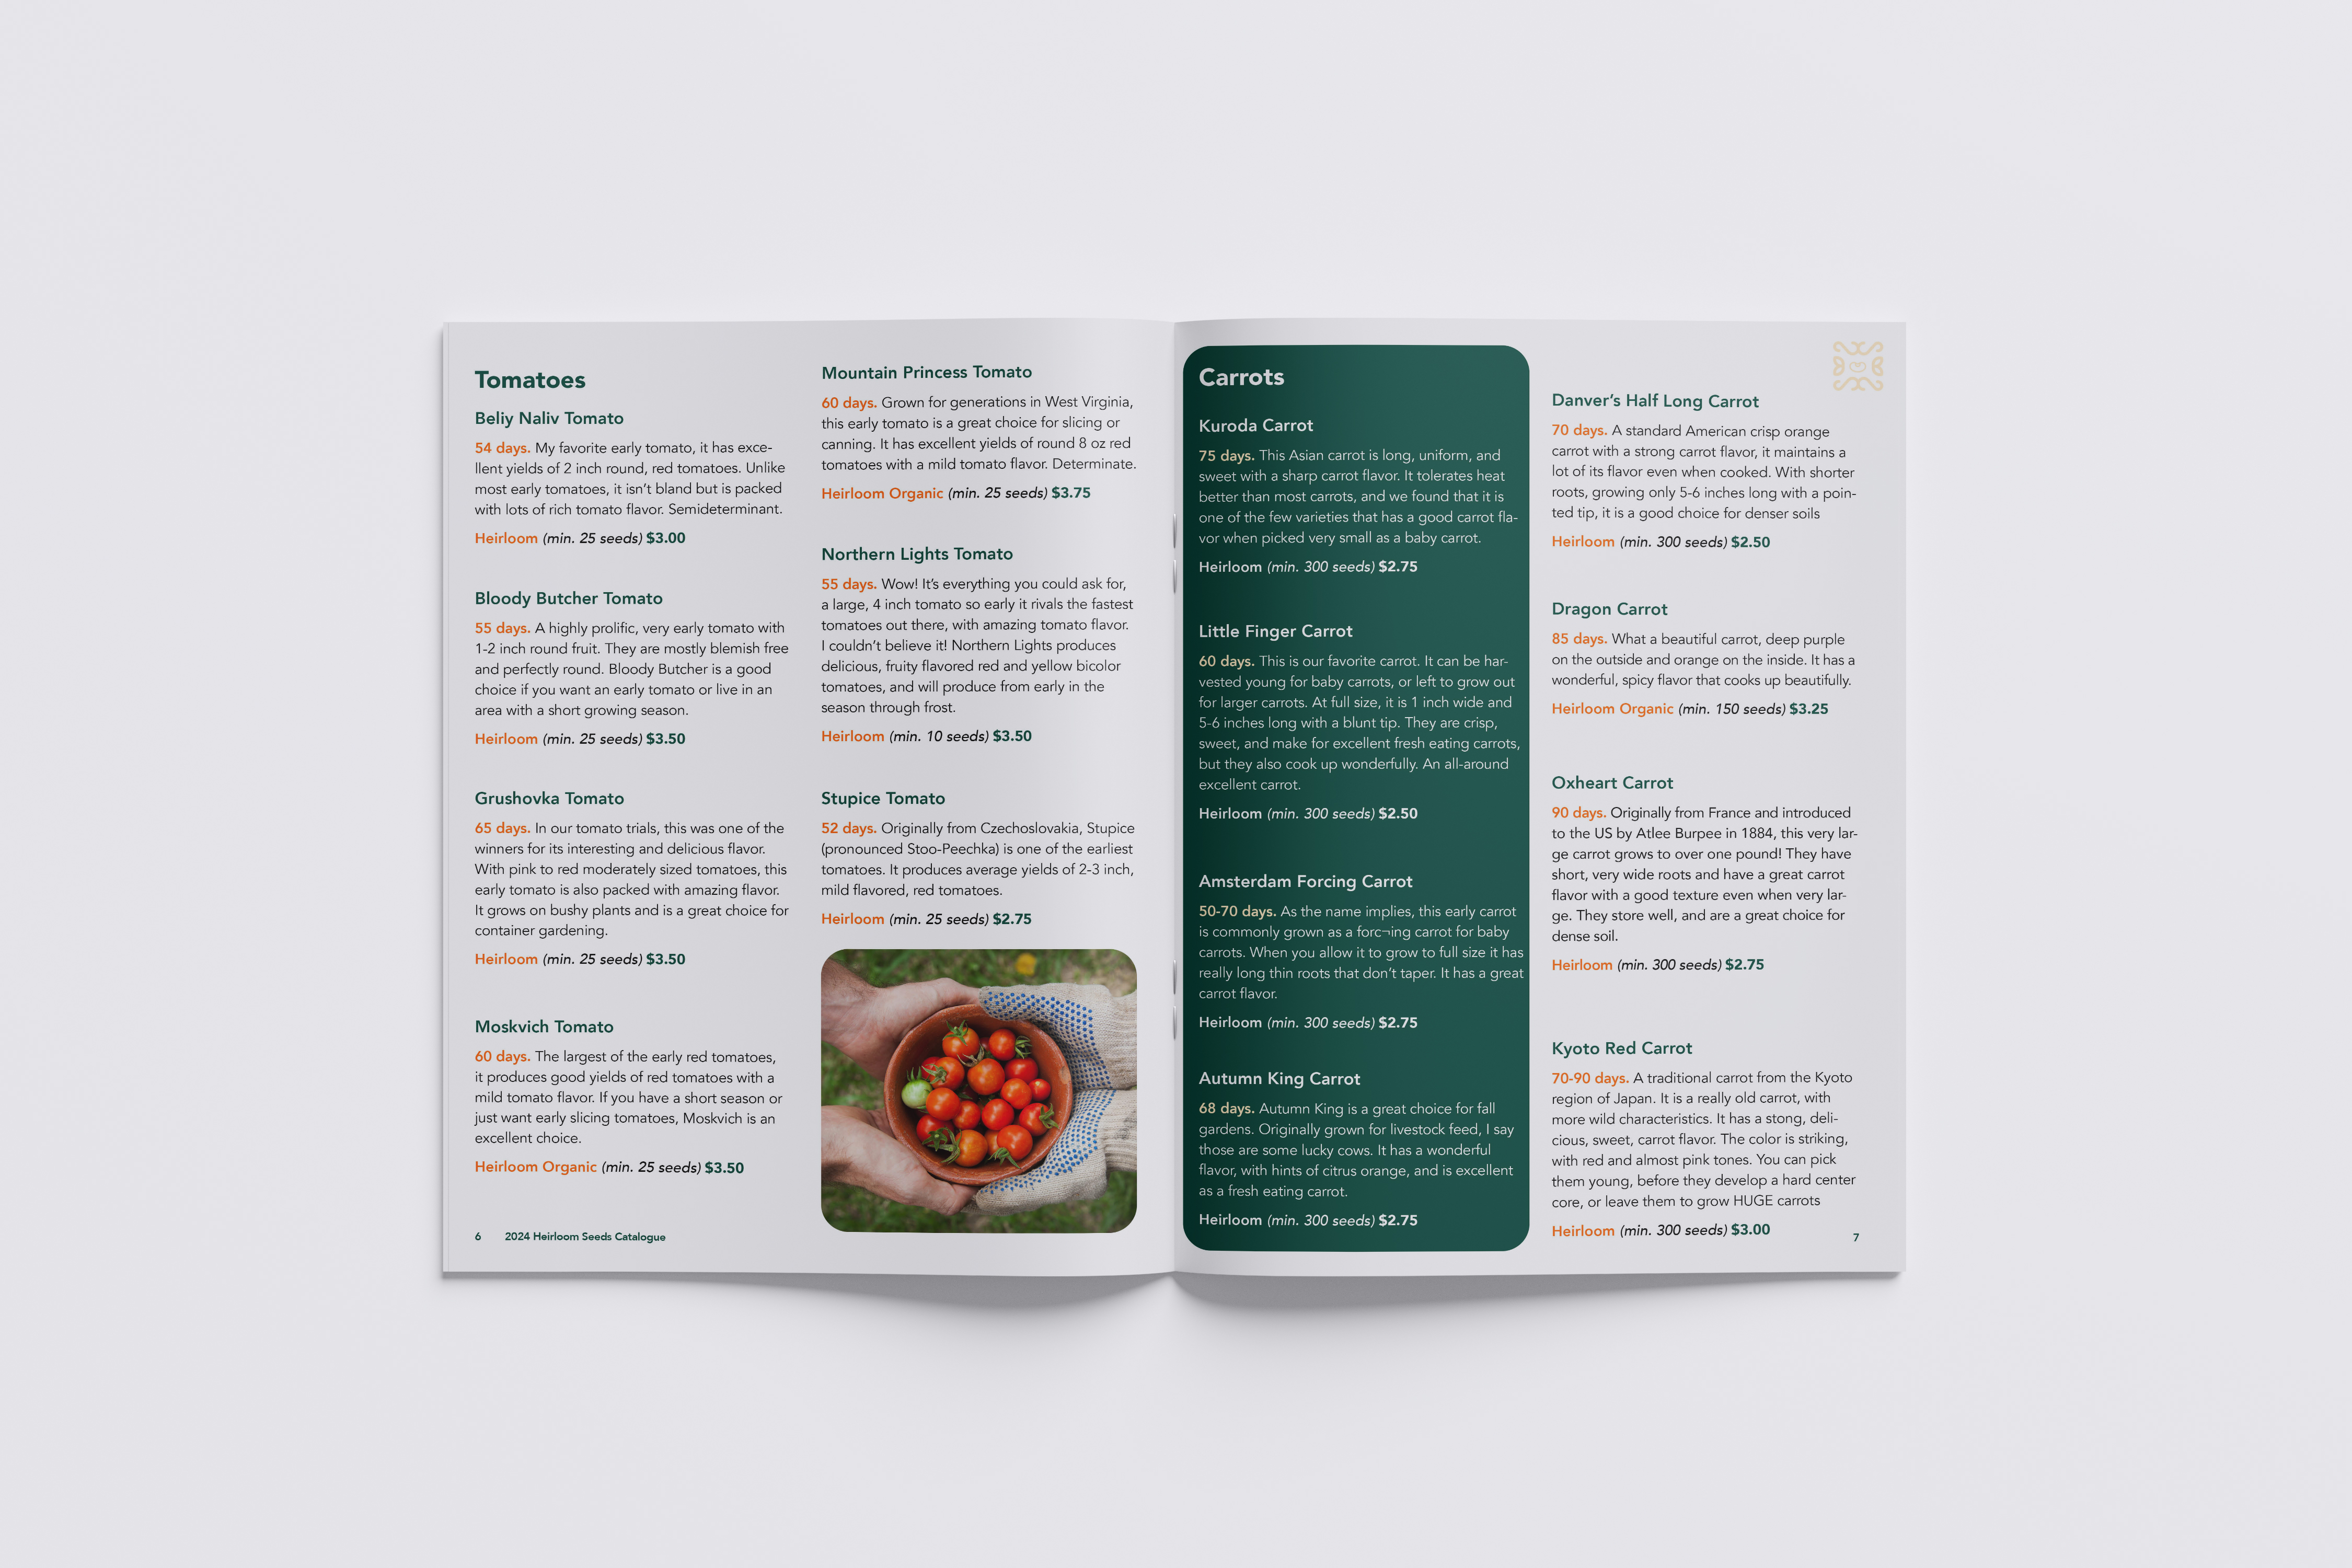 Tomatoes
Beliy Naliv Tomato
54 days. My favorite early tomato, it has exce-
llent yields of 2 inch round, red tomatoes. Unlike
most early tomatoes, it isn't bland but is packed
with lots of rich tomato flavor. Semideterminant.
Heirloom (min. 25 seeds) $3.00
Bloody Butcher Tomato
55 days. A highly prolific, very early tomato with
1-2 inch round fruit. They are mostly blemish free
and perfectly round. Bloody Butcher is a good
choice if you want an early tomato or live in an
area with a short growing season.
Heirloom (min. 25 seeds) $3.50
Grushovka Tomato
65 days. In our tomato trials, this was one of the
winners for its interesting and delicious flavor.
With pink to red moderately sized tomatoes, this
early tomato is also packed with amazing flavor.
It grows on bushy plants and is a great choice for
container gardening.
Heirloom (min. 25 seeds) $3.50
Moskvich Tomato
60 days. The largest of the early red tomatoes,
it produces good yields of red tomatoes with a
mild tomato flavor. If you have a short season or
just want early slicing tomatoes, Moskvich is an
excellent choice.
Heirloom Organic (min. 25 seeds) $3.50
6 2024 Heirloom Seeds Catalogue
Mountain Princess Tomato
60 days. Grown for generations in West Virginia,
this early tomato is a great choice for slicing or
canning. It has excellent yields of round 8 oz red
tomatoes with a mild tomato flavor. Determinate.
Heirloom Organic (min. 25 seeds) $3.75
Northern Lights Tomato
55 days. Wow! It's everything you could ask for,
a large, 4 inch tomato so early it rivals the fastest
tomatoes out there, with amazing tomato flavor.
I couldn't believe it! Northern Lights produces
delicious, fruity flavored red and yellow bicolor
tomatoes, and will produce from early in the
season through frost.
Heirloom (min. 10 seeds) $3.50
Stupice Tomato
52 days. Originally from Czechoslovakia, Stupice
(pronounced Stoo-Peechka) is one of the earliest
tomatoes. It produces average yields of 2-3 inch,
mild flavored, red tomatoes.
Heirloom (min. 25 seeds) $2.75
Carrots
Kuroda Carrot
75 days. This Asian carrot is long, uniform, and
sweet with a sharp carrot flavor. It tolerates heat
better than most carrots, and we found that it is
one of the few varieties that has a good carrot fla-
vor when picked very small as a baby carrot.
Heirloom (min. 300 seeds) $2.75
Little Finger Carrot
60 days. This is our favorite carrot. It can be har-
vested young for baby carrots, or left to grow out
for larger carrots. At full size, it is 1 inch wide and
5-6 inches long with a blunt tip. They are crisp,
sweet, and make for excellent fresh eating carrots,
but they also cook up wonderfully. An all-around
excellent carrot.
Heirloom (min. 300 seeds) $2.50
Amsterdam Forcing Carrot
50-70 days. As the name implies, this early carrot
is commonly grown as a forc¬ing carrot for baby
carrots. When you allow it to grow to full size it has
really long thin roots that don't taper. It has a great
carrot flavor.
Heirloom (min. 300 seeds) $2.75
Autumn King Carrot
68 days. Autumn King is a great choice for fall
gardens. Originally grown for livestock feed, I say
those are some lucky cows. It has a wonderful
flavor, with hints of citrus orange, and is excellent
as a fresh eating carrot.
Heirloom (min. 300 seeds) $2.75
Danver's Half Long Carrot
70 days. A standard American crisp orange
carrot with a strong carrot flavor, it maintains a
lot of its flavor even when cooked. With shorter
roots, growing only 5-6 inches long with a poin-
ted tip, it is a good choice for denser soils
Heirloom (min. 300 seeds) $2.50
Dragon Carrot
85 days. What a beautiful carrot, deep purple
on the outside and orange on the inside. It has a
wonderful, spicy flavor that cooks up beautifully.
Heirloom Organic (min. 150 seeds) $3.25
Oxheart Carrot
90 days. Originally from France and introduced
to the US by Atlee Burpee in 1884, this very lar-
ge carrot grows to over one pound! They have
short, very wide roots and have a great carrot
flavor with a good texture even when very lar-
ge. They store well, and are a great choice for
dense soil.
Heirloom (min. 300 seeds) $2.75
Kyoto Red Carrot
70-90 days. A traditional carrot from the Kyoto
region of Japan. It is a really old carrot, with
more wild characteristics. It has a stong, deli-
cious, sweet, carrot flavor. The color is striking,
with red and almost pink tones. You can pick
them young, before they develop a hard center
core, or leave them to grow HUGE carrots
Heirloom (min. 300 seeds) $3.00
7